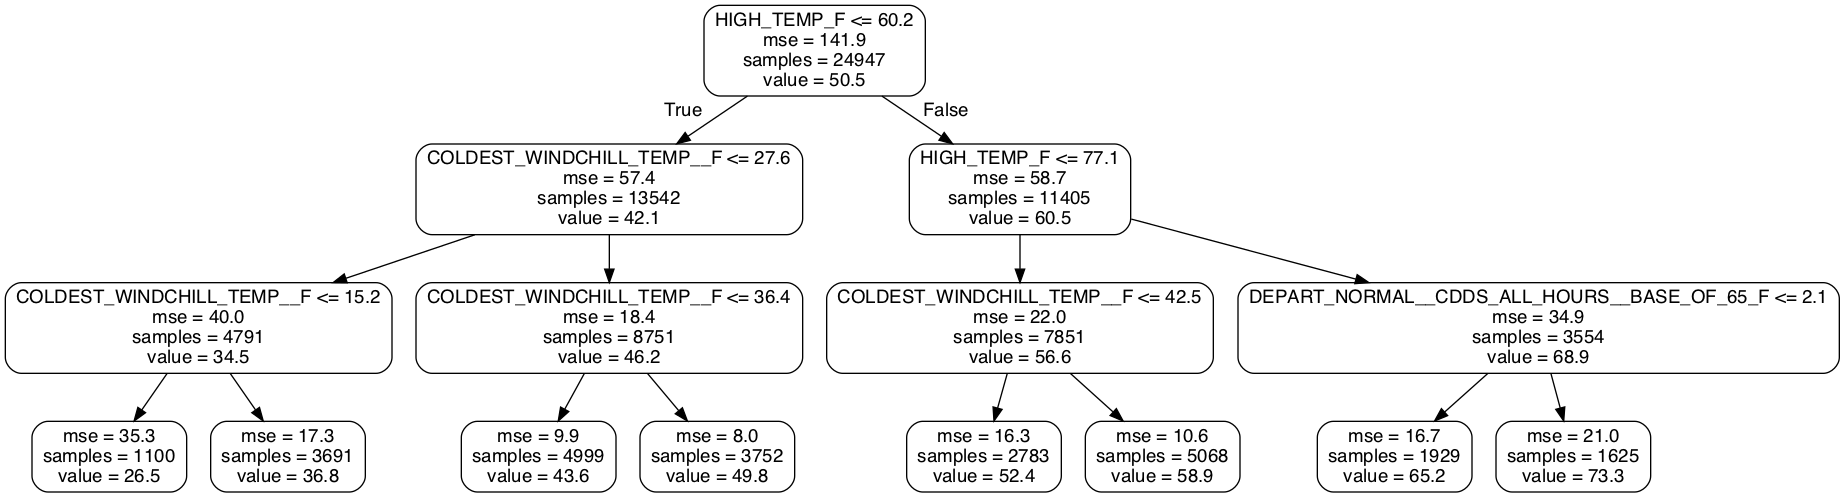 HIGH_TEMP_F <= 60.2
mse = 141.9
samples = 24947
value = 50.5
True
False
COLDEST_WINDCHILL_TEMP__F <= 27.6
mse = 57.4
samples = 13542
value = 42.1
HIGH_TEMP_F <= 77.1
mse = 58.7
samples = 11405
value = 60.5
COLDEST_WINDCHILL_TEMP__F <= 15.2
mse = 40.0
samples = 4791
value = 34.5
COLDEST_WINDCHILL_TEMP__F <= 36.4
mse = 18.4
samples = 8751
value = 46.2
COLDEST_WINDCHILL_TEMP__F <= 42.5
mse = 22.0
samples = 7851
value = 56.6
DEPART_NORMAL__CDDS_ALL_HOURS__BASE_OF_65_F <= 2.1
mse = 34.9
samples = 3554
value = 68.9
mse = 35.3
samples = 1100
value = 26.5
mse = 17.3
samples = 3691
value = 36.8
mse = 9.9
samples = 4999
value = 43.6
mse = 8.0
samples = 3752
value = 49.8
mse = 16.3
samples = 2783
value = 52.4
mse = 10.6
samples = 5068
value = 58.9
mse = 16.7
samples = 1929
value = 65.2
mse = 21.0
samples = 1625
value = 73.3